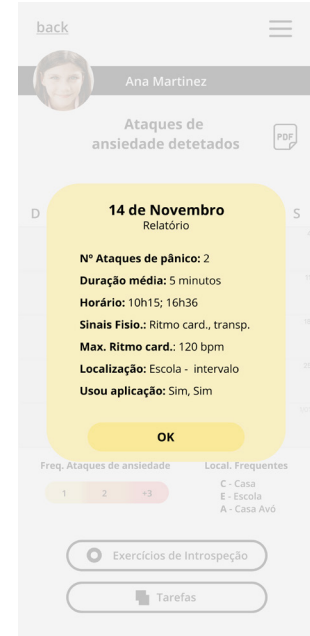 back
Ana Martinez
Ataques de
ansiedade detetados
PDF
D
S
14 de Novembro
Relatório
Nº Ataques de pânico: 2
Duração média: 5 minutos
Horário: 10h15; 16h36
Sinais Fisio.: Ritmo card., transp.
Max. Ritmo card.: 120 bpm
Localização: Escola - intervalo
Usou aplicação: Sim, Sim
OK
Freq. Ataques de ansiedade
Local. Frequentes
1 2 +3
C - Casa
E - Escola
A - Casa Avó
Exercícios de Introspeção
Tarefas